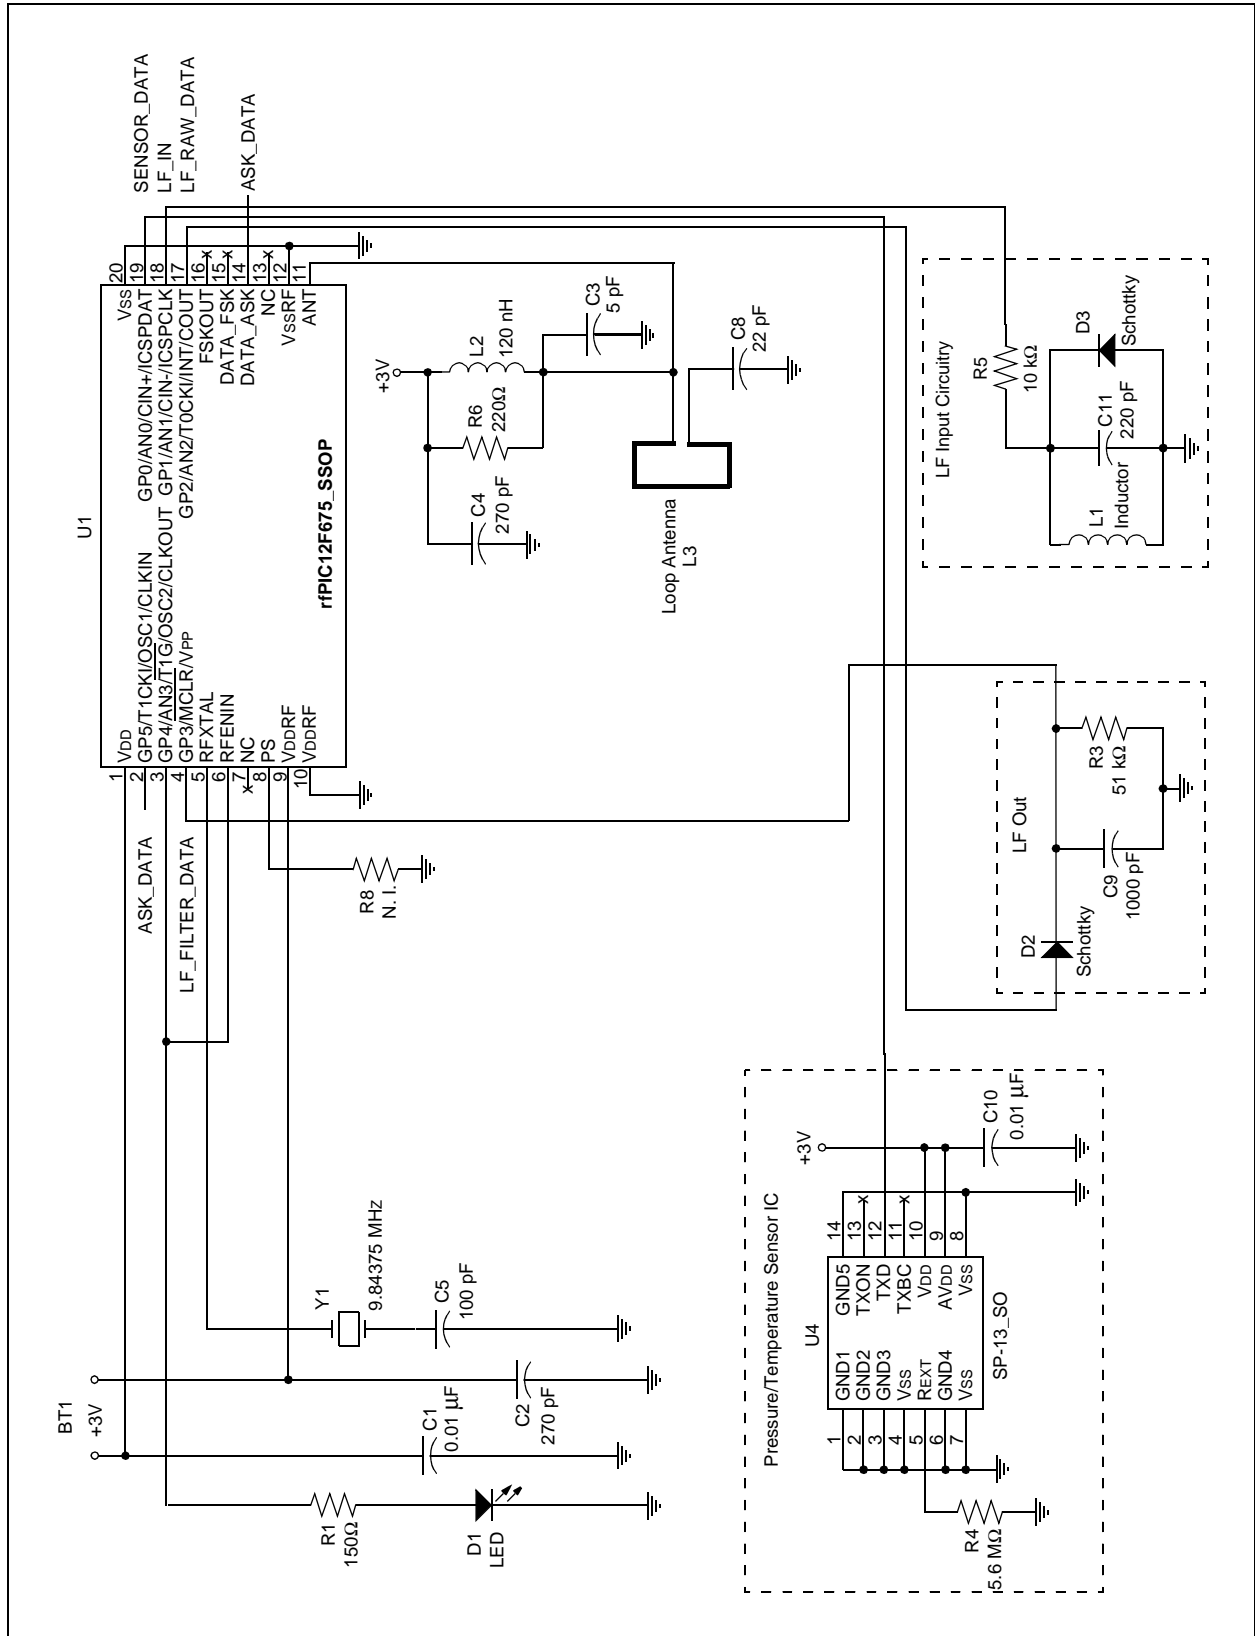 SENSOR_DATA
LF_IN
LF_RAW_DATA
ASK_DATA
U1
20
19
18
17
16
15
14
13
12
11
VSS
GP0/AN0/CIN+/ICSPDAT
GP1/AN1/CIN-/ICSPCLK
GP2/AN2/T0CKI/INT/COUT
FSKOUT
DATA_FSK
DATA_ASK
NC
VSSRF
ANT
rfPIC12F675_SSOP
VDD
GP5/T1CKI/OSC1/CLKIN
GP4/AN3/T1G/OSC2/CLKOUT
GP3/MCLR/VPP
RFXTAL
RFENIN
NC
PS
VDDRF
VDDRF
1
2
3
4
5
6
7
8
9
10
ASK_DATA
LF_FILTER_DATA
R8
N. I.
+3V
L2
120 nH
R6
220Ω
C4
270 pF
C3
5 pF
C8
22 pF
Loop Antenna
L3
LF Input Circuitry
R5
10 kΩ
D3
Schottky
C11
220 pF
L1
Inductor
LF Out
R3
51 kΩ
C9
1000 pF
D2
Schottky
BT1
+3V
Y1
9.84375 MHz
C5
100 pF
C2
270 pF
C1
0.01 µF
R1
150Ω
D1
LED
Pressure/Temperature Sensor IC
+3V
C10
0.01 µF
14
13
12
11
10
9
8
U4
GND5
TXON
TXD
TXBC
VDD
AVDD
VSS
GND1
GND2
GND3
VSS
REXT
GND4
VSS
SP-13_SO
1
2
3
4
5
6
7
R4
5.6 MΩ